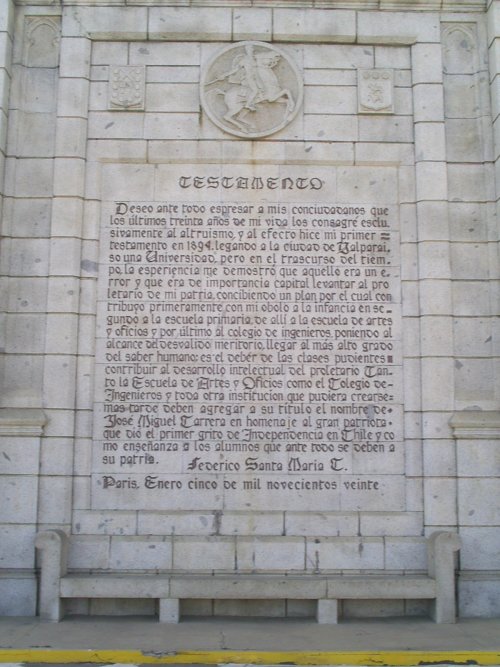 TESTAMENTO
Deseo ante todo espresar a mis conciudadanos que
los últimos treinta años de mi vida los consagré esclu-
sivamente al altruismo, y al efecto hice mi primer =
testamento en 1894, legando a la ciudad de Valparai-
so una Universidad, pero en el trascurso del tiem-
po, la esperiencia me demostró que aquello era un e-
rror y que era de importancia capital levantar al pro
letario de mi patria, concibiendo un plan por el cual con
tribuyo primeramente con mi óbolo a la infancia en se-
gundo a la escuela primaria, de allí a la escuela de artes
y oficios y por último al colegio de ingenieros, poniendo al
alcance del desvalido meritorio, llegar al más alto grado
del saber humano; es el deber de las clases pudientes =
contribuir al desarrollo intelectual del proletario Tan-
to la Escuela de Artes y Oficios como el Colegio de-
Ingenieros y toda otra institución que pudiera crearse-
mas tarde deben agregar a su título el nombre de-
José Miguel Carrera en homenaje al gran patriota-
que dió el primer grito de Independencia en Chile y co
mo enseñanza a los alumnos que ante todo se deben a
su patria.
Federico Santa Maria C.
Paris, Enero cinco de mil novecientos veinte